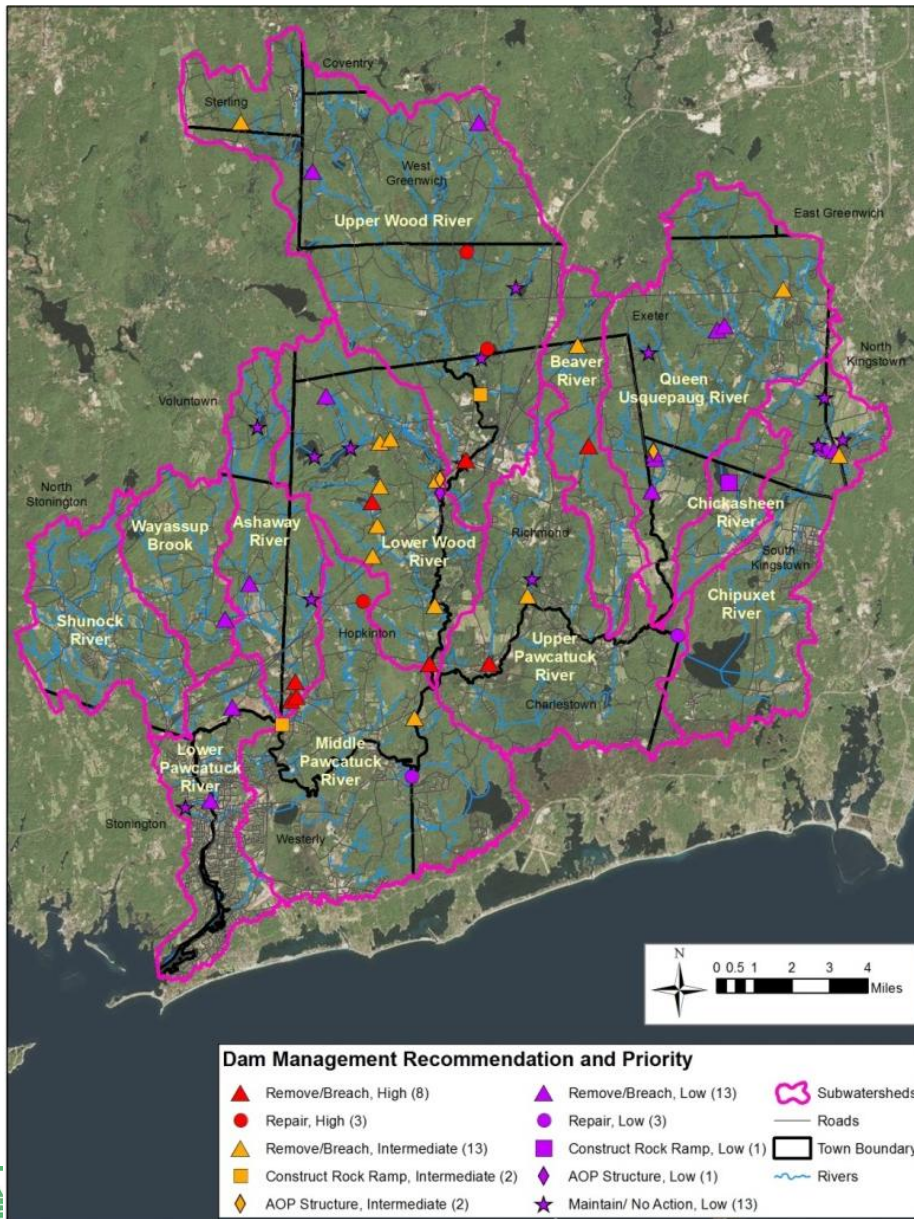 Coventry
Sterling
West
Greenwich
Upper Wood River
East Greenwich
Exeter
North
Kingstown
Beaver
River
Queen
Usquepaug River
Voluntown
North
Stonington
Wayassup
Brook
Ashaway
River
Chickasheen
River
Lower Wood
River
Richmond
South
Kingstown
Chipuxet
River
Shunock
River
Hopkinton
Upper
Pawcatuck
River
Charlestown
Lower
Pawcatuck
River
Middle
Pawcatuck
River
Stonington
Westerly
N
0 0.5 1 2 3 4
Miles
Dam Management Recommendation and Priority
Remove/Breach, High (8)
Repair, High (3)
Remove/Breach, Intermediate (13)
Construct Rock Ramp, Intermediate (2)
AOP Structure, Intermediate (2)
Remove/Breach, Low (13)
Repair, Low (3)
Construct Rock Ramp, Low (1)
AOP Structure, Low (1)
Maintain/ No Action, Low (13)
Subwatersheds
Roads
Town Boundary
Rivers